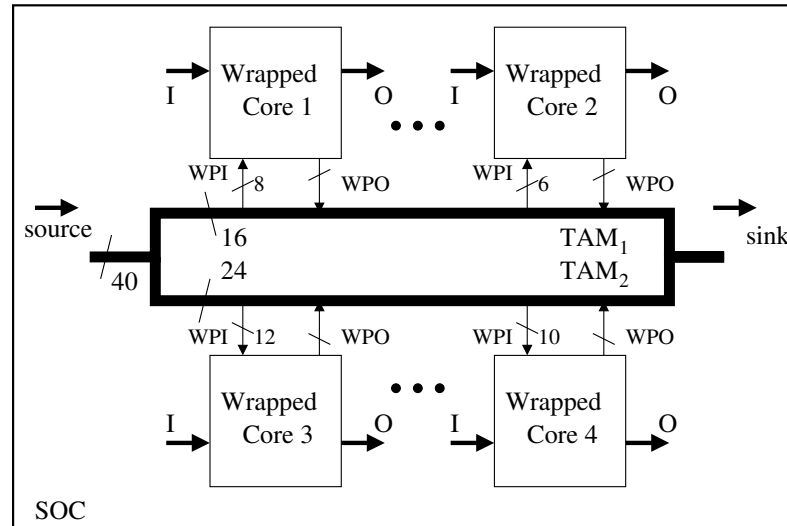 Wrapped Core 1
Wrapped Core 2
I
O
I
O
WPI
8
WPO
WPI
6
WPO
source
sink
40
16
TAM1
24
TAM2
WPI
12
WPO
WPI
10
WPO
Wrapped Core 3
Wrapped Core 4
I
O
I
O
SOC